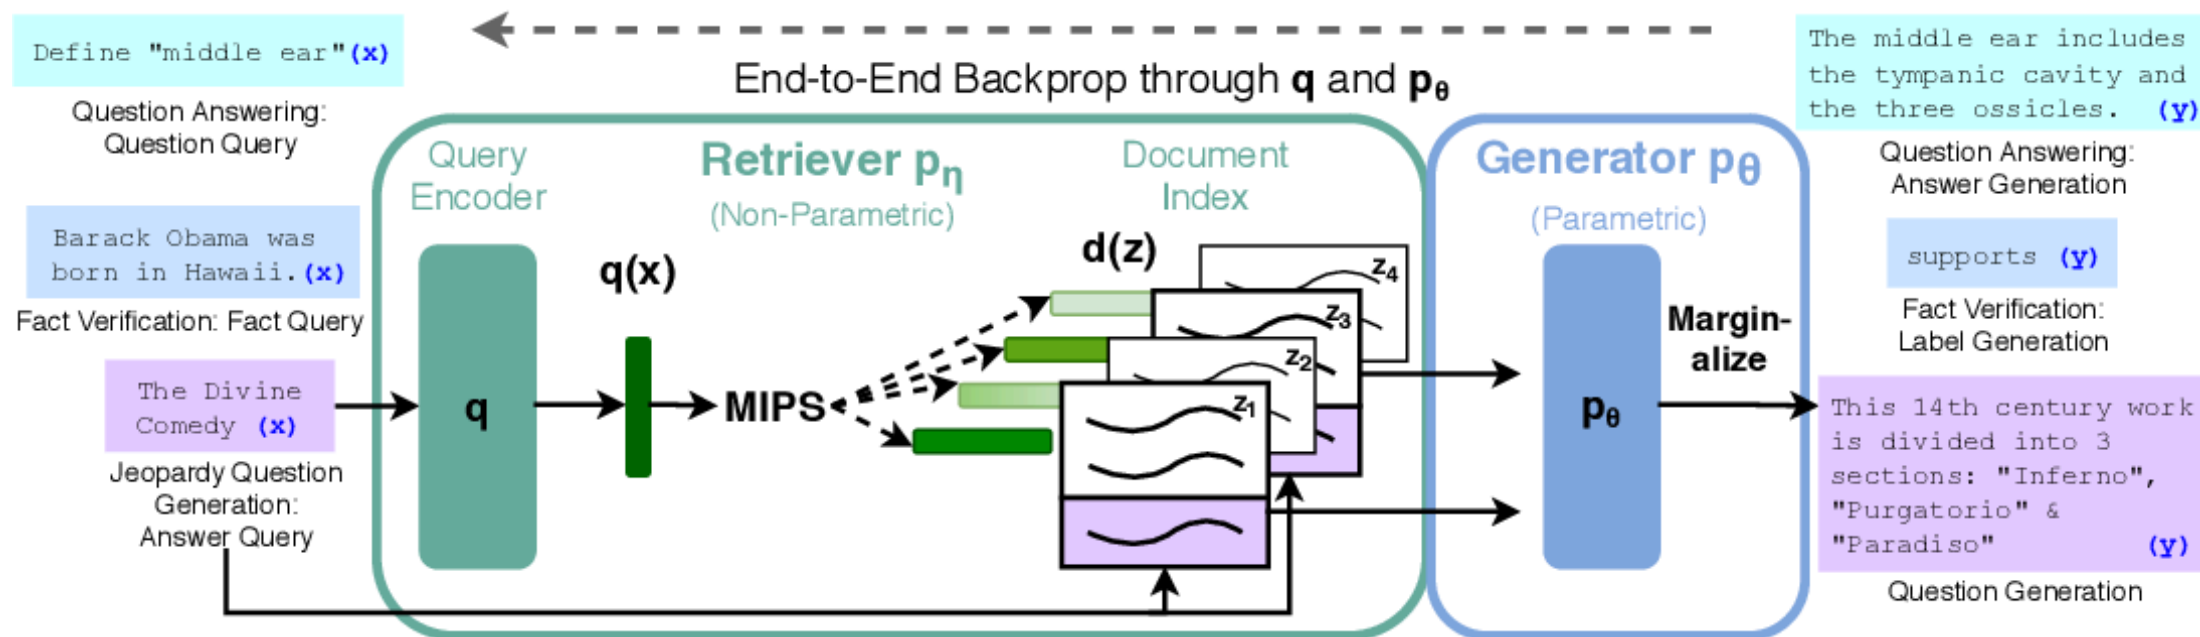 Define "middle ear"(x)
Question Answering:
Question Query
Barack Obama was
born in Hawaii.(x)
Fact Verification: Fact Query
The Divine
Comedy (x)
Jeopardy Question
Generation:
Answer Query
End-to-End Backprop through q and pθ
Query
Encoder
q
Retriever pη
(Non-Parametric)
q(x)
MIPS
Document
Index
d(z)
z4
z3
z2
z1
Generator pθ
(Parametric)
pθ
Margin-
alize
The middle ear includes
the tympanic cavity and
the three ossicles. (y)
Question Answering:
Answer Generation
supports (y)
Fact Verification:
Label Generation
This 14th century work
is divided into 3
sections: "Inferno",
"Purgatorio" &
"Paradiso" (y)
Question Generation